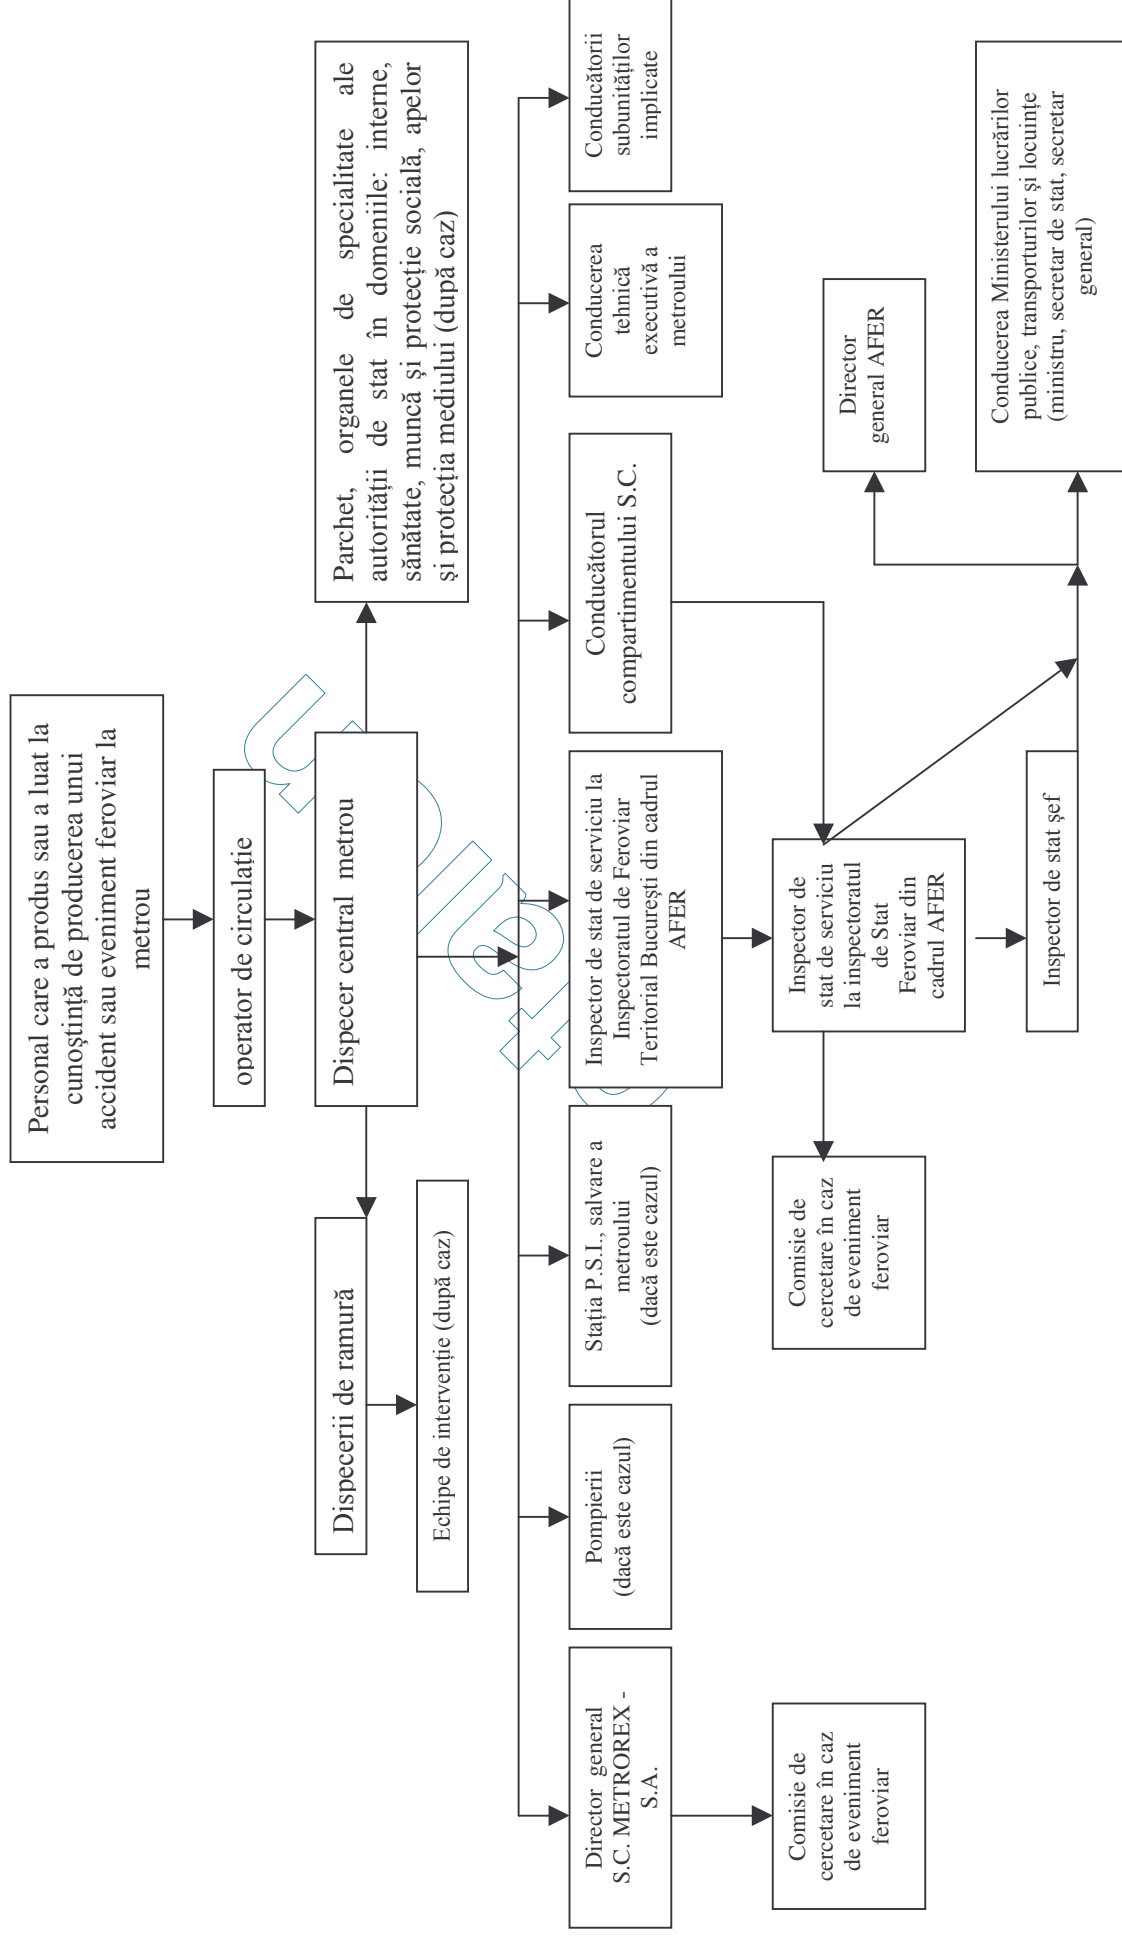 Personal care a produs sau a luat la
cunoștință de producerea unui
accident sau eveniment feroviar la
metrou
operator de circulație
Dispecerii de ramură
Dispecer central metrou
Parchet, organele de specialitate ale
autorității de stat în domeniile: interne,
sănătate, muncă și protecție socială, apelor
și protecția mediului (după caz)
Echipe de intervenție (după caz)
Director general
S.C. METROREX -
S.A.
Pompierii
(dacă este cazul)
Stația P.S.I., salvare a
metroului
(dacă este cazul)
Inspector de stat de serviciu la
Inspectoratul de Feroviar
Teritorial București din cadrul
AFER
Conducătorul
compartimentului S.C.
Conducerea
tehnică
executivă a
metroului
Conducătorii
subunităților
implicate
Comisie de
cercetare în caz
de eveniment
feroviar
Comisie de
cercetare în caz
de eveniment
feroviar
Inspector de
stat de serviciu
la inspectoratul
de Stat
Feroviar din
cadrul AFER
Director
general AFER
Inspector de stat șef
Conducerea Ministerului lucrărilor
publice, transporturilor și locuințe
(ministru, secretar de stat, secretar
general)